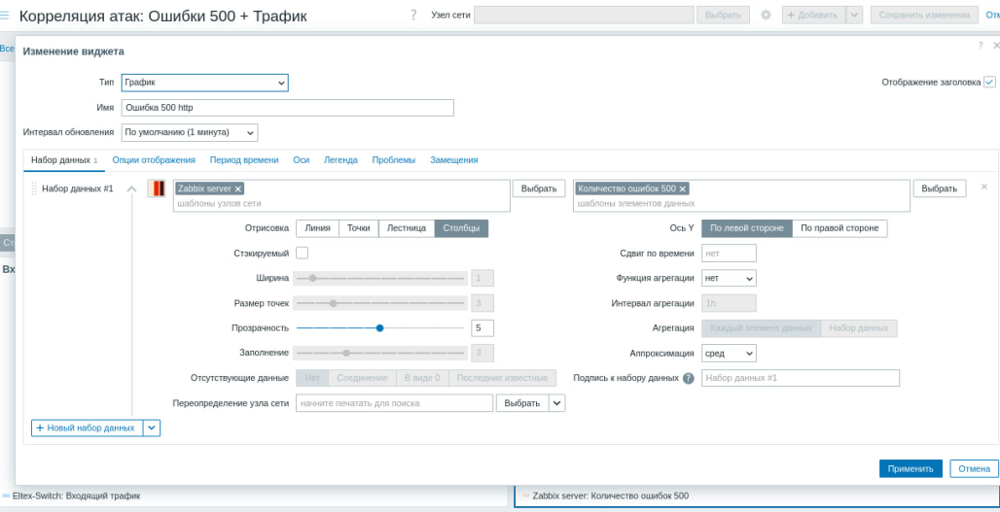 Корреляция атак: Ошибки 500 + Трафик ? Узел сети Выбрать + Добавить Сохранить изменения
Все
Изменение виджета ? ×
Тип График Отображение заголовка
Имя Ошибка 500 http
Интервал обновления По умолчанию (1 минута)
Набор данных 1 Опции отображения Период времени Оси Легенда Проблемы Замещения
Набор данных #1 Zabbix server × Выбрать Количество ошибок 500 × Выбрать ×
шаблоны узлов сети шаблоны элементов данных
Отрисовка Линия Точки Лестница Столбцы Ось Y По левой стороне По правой стороне
Стэкируемый Сдвиг по времени нет
Ширина 1 Функция агрегации нет
Размер точек 3 Интервал агрегации 1h
Прозрачность 5 Агрегация Каждый элемент данных Набор данных
Заполнение 3 Аппроксимация сред
Отсутствующие данные Нет Соединение В виде 0 Последние известные Подпись к набору данных ? Набор данных #1
Переопределение узла сети начните печатать для поиска Выбрать
+ Новый набор данных
Применить Отмена
Eltex-Switch: Входящий трафик Zabbix server: Количество ошибок 500